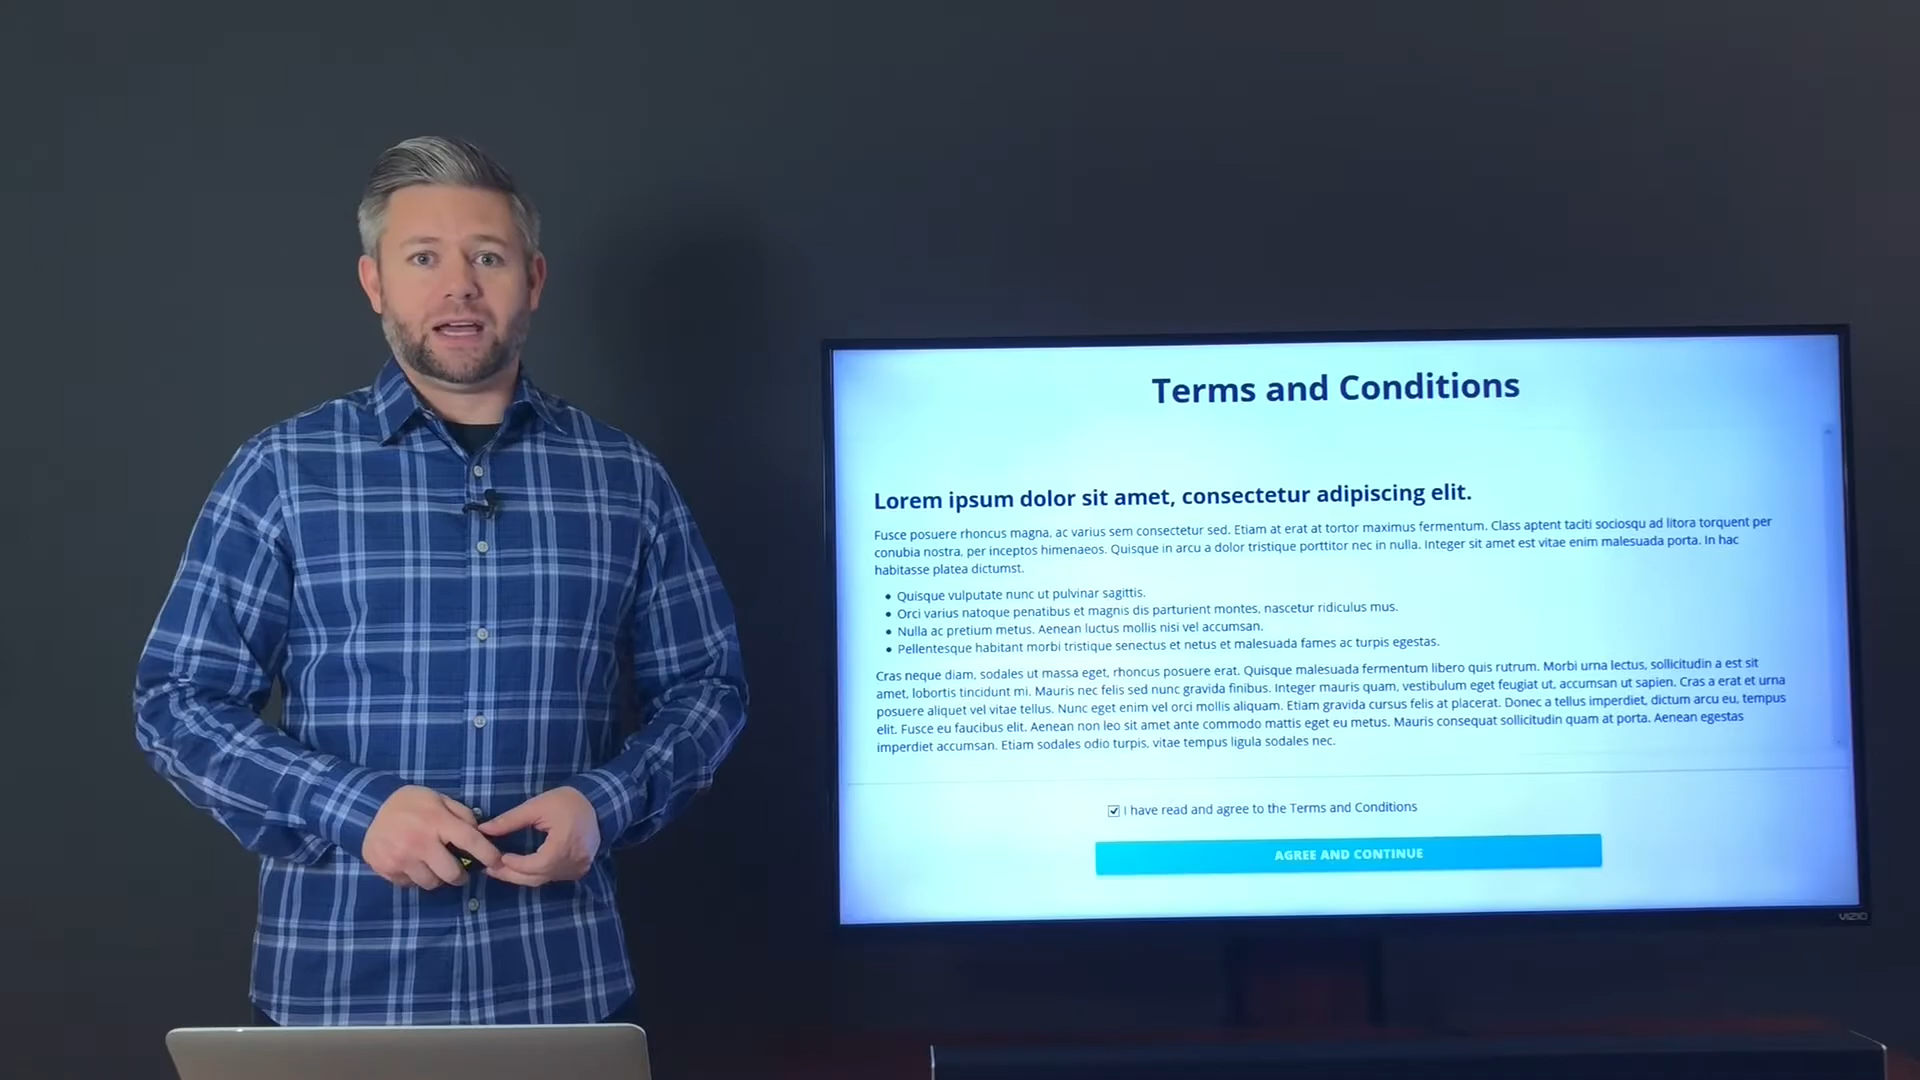 Terms and Conditions
Lorem ipsum dolor sit amet, consectetur adipiscing elit.
Fusce posuere rhoncus magna, ac varius sem consectetur sed. Etiam at erat at tortor maximus fermentum. Class aptent taciti sociosqu ad litora torquent per
conubia nostra, per inceptos himenaeos. Quisque in arcu a dolor tristique porttitor nec in nulla. Integer sit amet est vitae enim malesuada porta. In hac
habitasse platea dictumst.
• Quisque vulputate nunc ut pulvinar sagittis.
• Orci varius natoque penatibus et magnis dis parturient montes, nascetur ridiculus mus.
• Nulla ac pretium metus. Aenean luctus mollis nisi vel accumsan.
• Pellentesque habitant morbi tristique senectus et netus et malesuada fames ac turpis egestas.
Cras neque diam, sodales ut massa eget, rhoncus posuere erat. Quisque malesuada fermentum libero quis rutrum. Morbi urna lectus, sollicitudin a est sit
amet, lobortis tincidunt mi. Mauris nec felis sed nunc gravida finibus. Integer mauris quam, vestibulum eget feugiat ut, accumsan ut sapien. Cras a erat et urna
posuere aliquet vel vitae tellus. Nunc eget enim vel orci mollis aliquam. Etiam gravida cursus felis at placerat. Donec a tellus imperdiet, dictum arcu eu, tempus
elit. Fusce eu faucibus elit. Aenean non leo sit amet ante commodo mattis eget eu metus. Mauris consequat sollicitudin quam at porta. Aenean egestas
imperdiet accumsan. Etiam sodales odio turpis, vitae tempus ligula sodales nec.
I have read and agree to the Terms and Conditions
AGREE AND CONTINUE
VIZIO